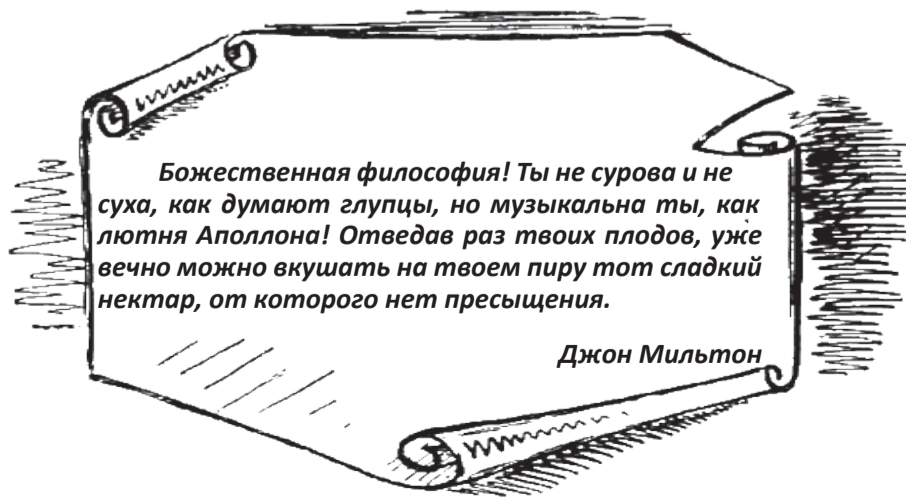 Божественная философия! Ты не сурова и не
суха, как думают глупцы, но музыкальна ты, как
лютня Аполлона! Отведав раз твоих плодов, уже
вечно можно вкушать на твоем пиру тот сладкий
нектар, от которого нет пресыщения.
Джон Мильтон